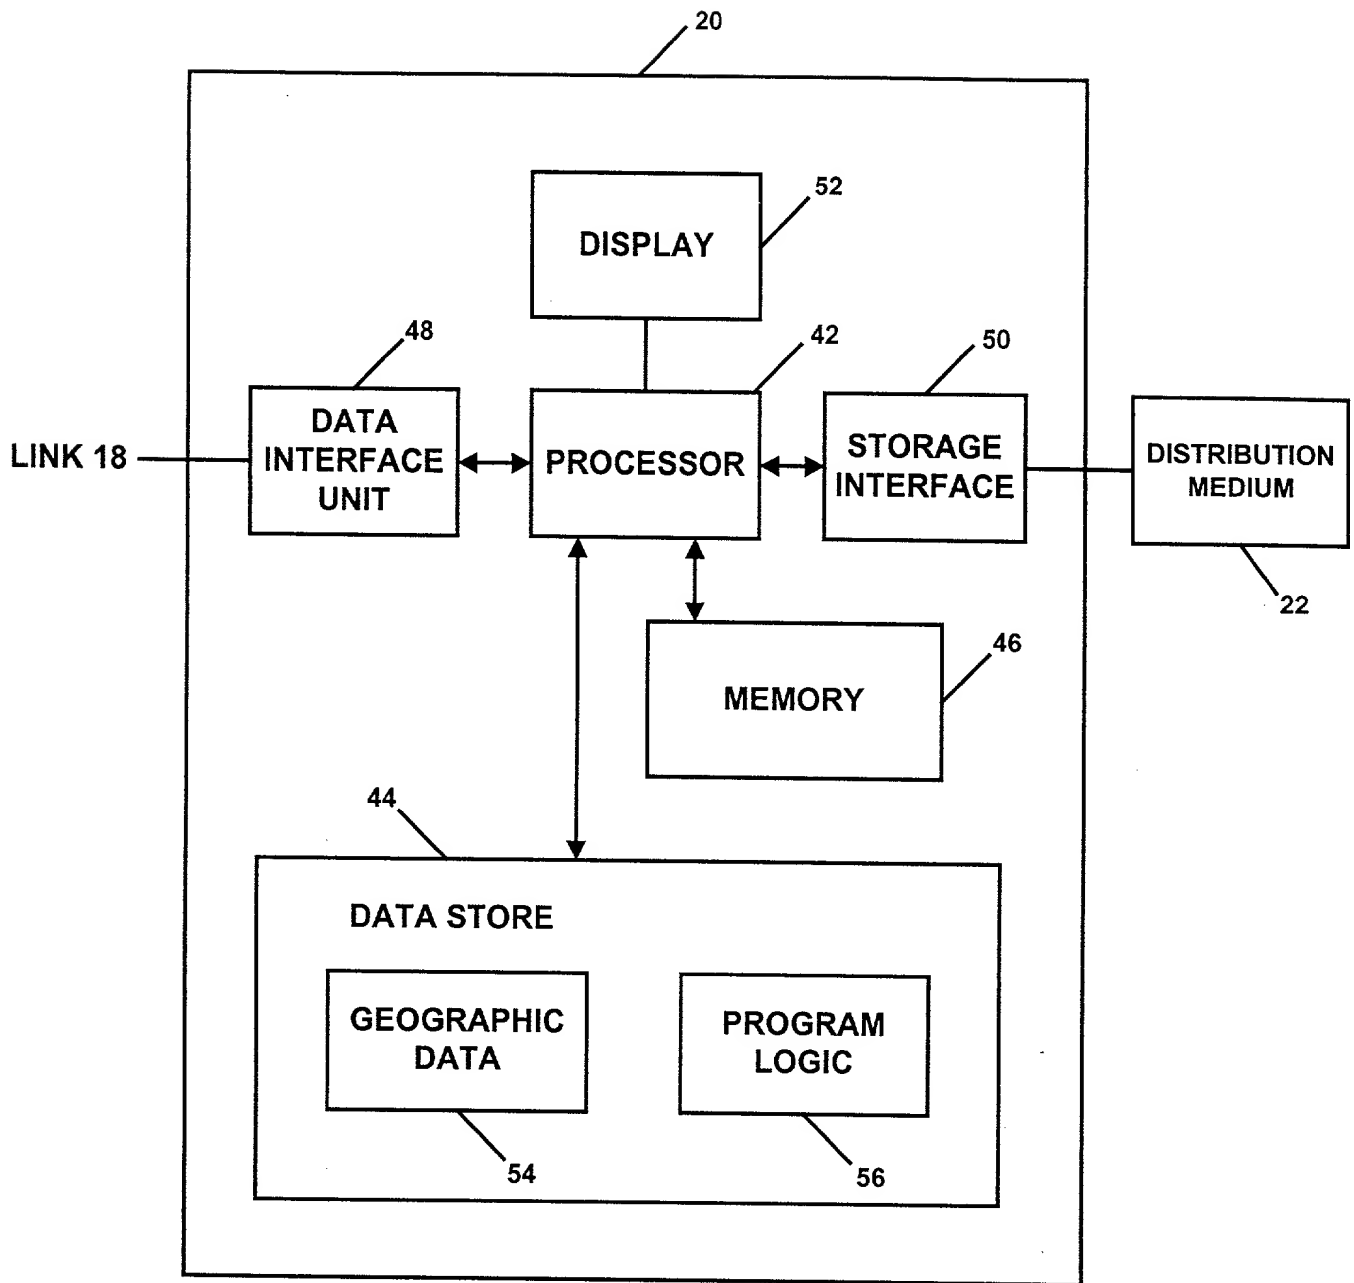 20
52
DISPLAY
48
42
50
DATA
INTERFACE
UNIT
LINK 18
PROCESSOR
STORAGE
INTERFACE
DISTRIBUTION
MEDIUM
22
46
MEMORY
44
DATA STORE
GEOGRAPHIC
DATA
PROGRAM
LOGIC
54
56